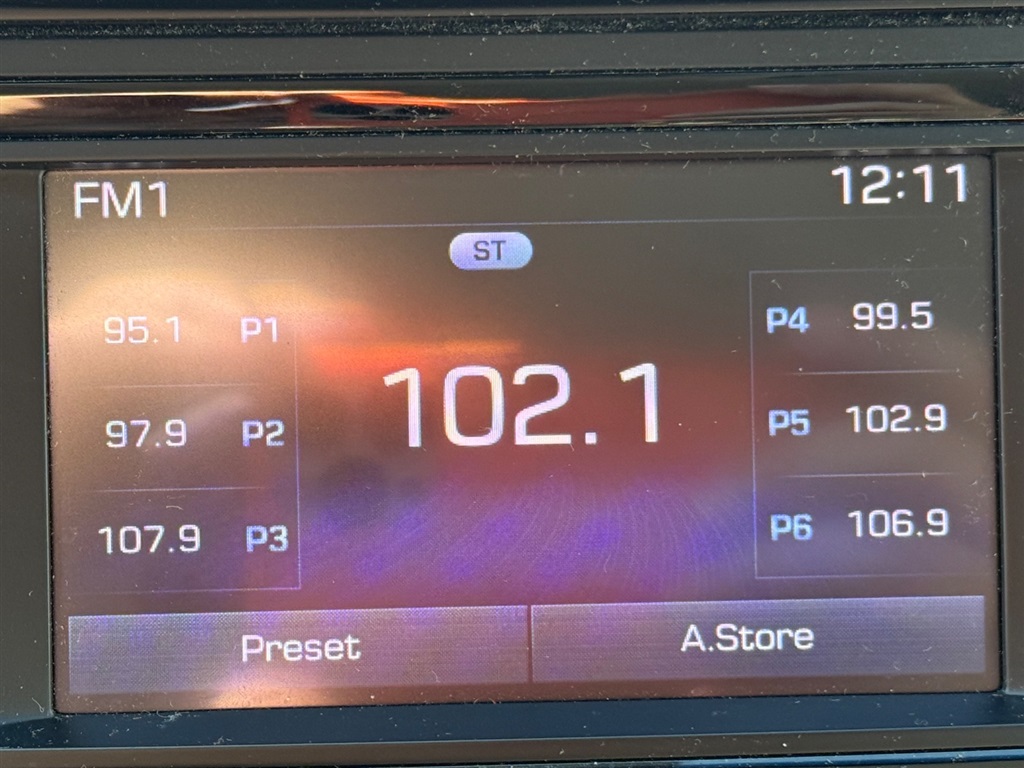 FM1 12:11
ST
95.1 P1
97.9 P2
107.9 P3
102.1
P4 99.5
P5 102.9
P6 106.9
Preset A.Store